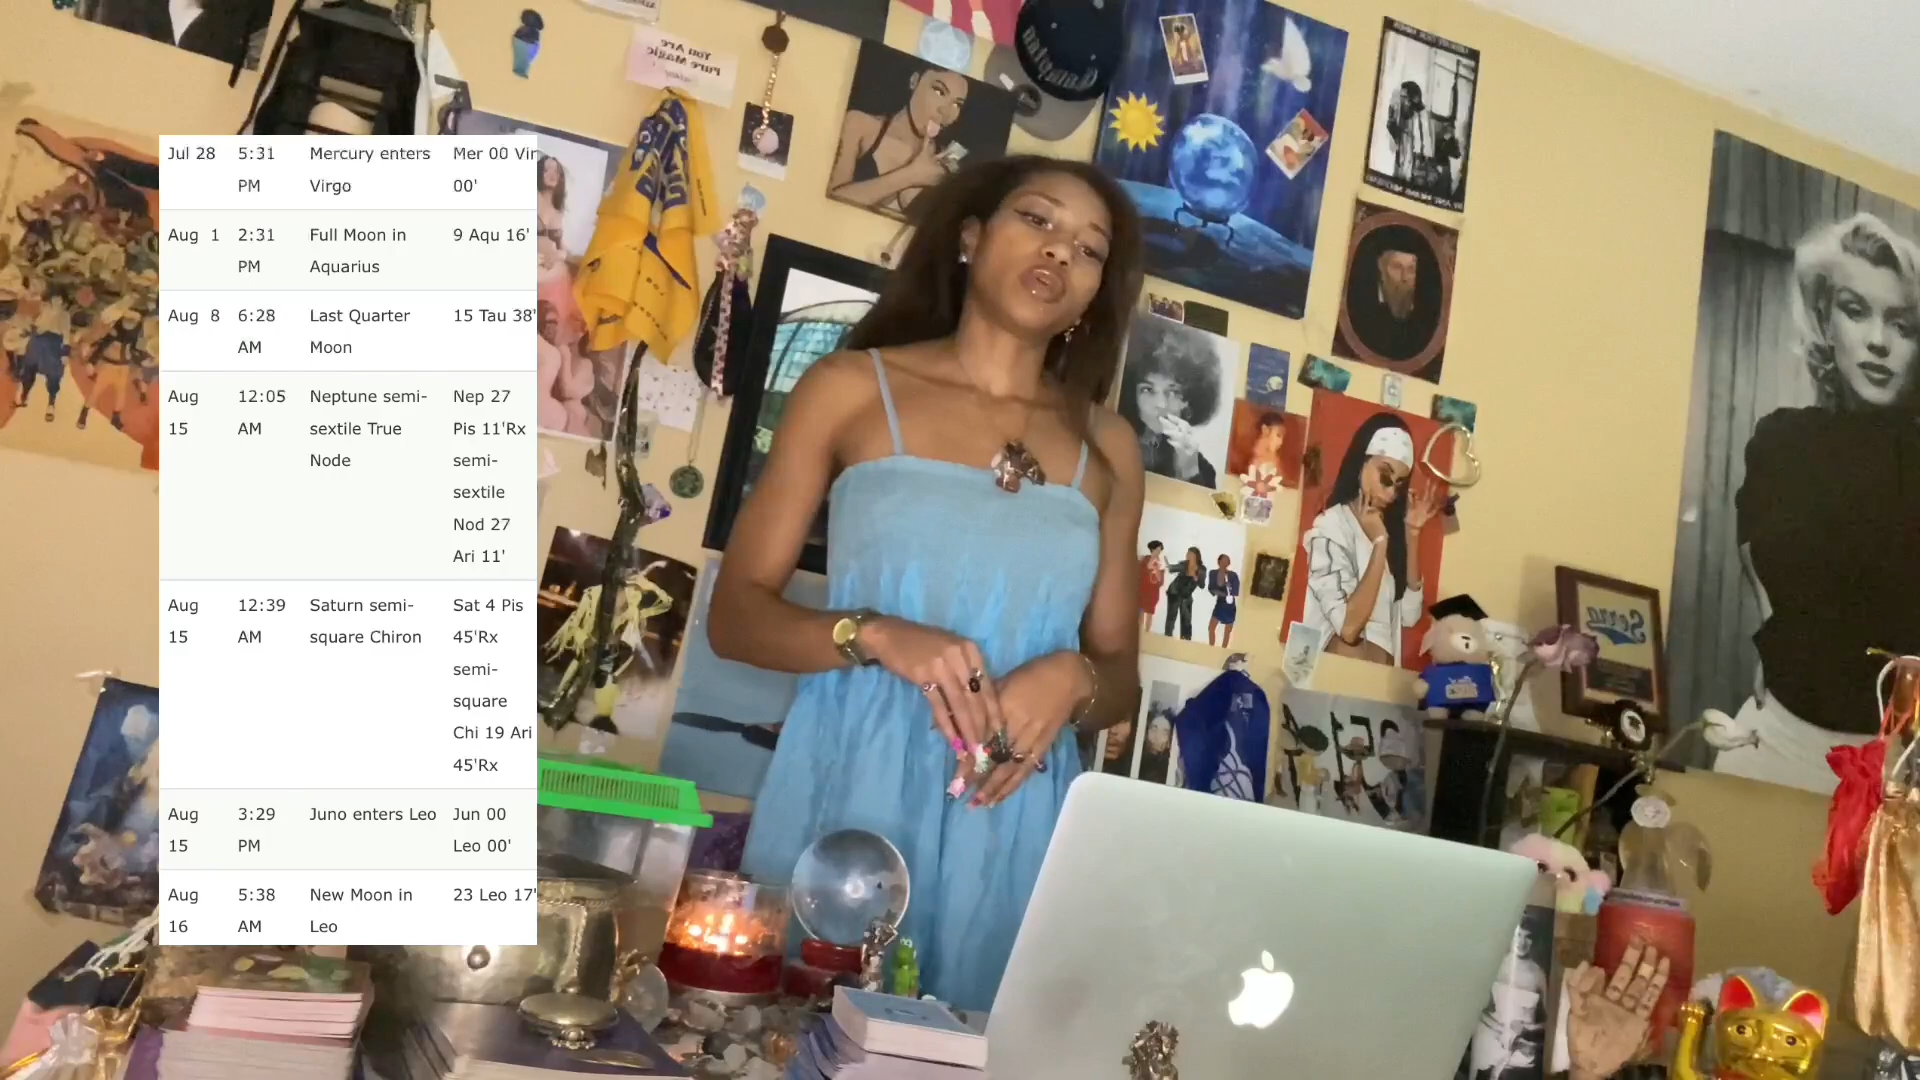 You Are
Pure Magic
Jul 28 5:31 PM Mercury enters Virgo Mer 00 Vir 00'
Aug 1 2:31 PM Full Moon in Aquarius 9 Aqu 16'
Aug 8 6:28 AM Last Quarter Moon 15 Tau 38'
Aug 15 12:05 AM Neptune semi-sextile True Node Nep 27 Pis 11'Rx semi-sextile Nod 27 Ari 11'
Aug 15 12:39 AM Saturn semi-square Chiron Sat 4 Pis 45'Rx semi-square Chi 19 Ari 45'Rx
Aug 15 3:29 PM Juno enters Leo Jun 00 Leo 00'
Aug 16 5:38 AM New Moon in Leo 23 Leo 17'